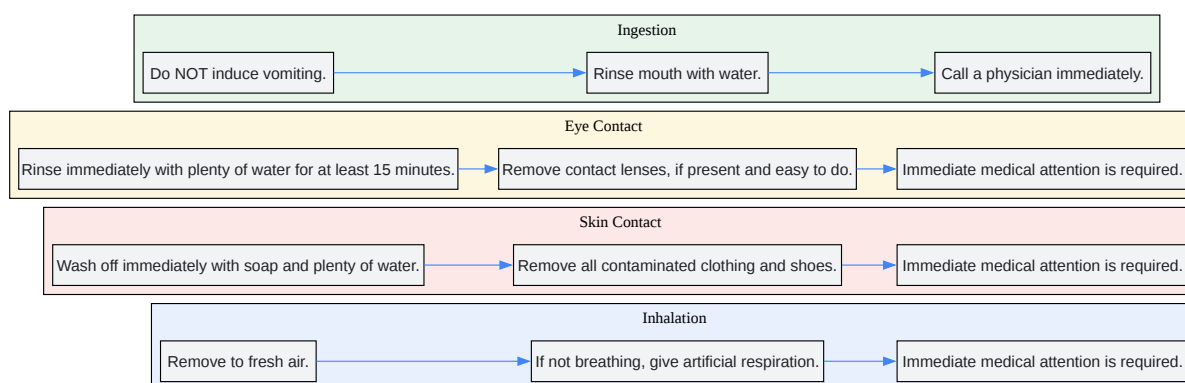 Ingestion
Do NOT induce vomiting.
Rinse mouth with water.
Call a physician immediately.
Eye Contact
Rinse immediately with plenty of water for at least 15 minutes.
Remove contact lenses, if present and easy to do.
Immediate medical attention is required.
Skin Contact
Wash off immediately with soap and plenty of water.
Remove all contaminated clothing and shoes.
Immediate medical attention is required.
Inhalation
Remove to fresh air.
If not breathing, give artificial respiration.
Immediate medical attention is required.